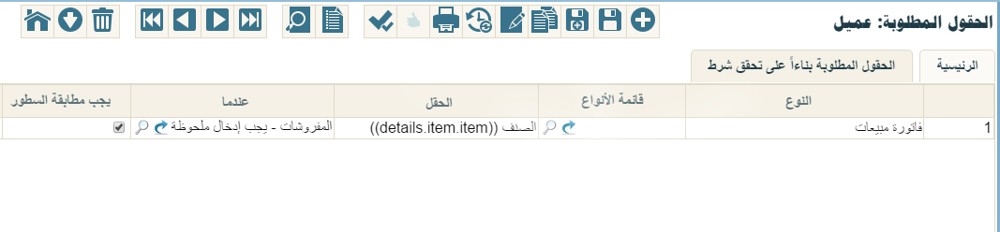 الحقول المطلوبة: عميل
الرئيسية
الحقول المطلوبة بناءاً على تحقق شرط
النوع
قائمة الأنواع
الحقل
عندما
يجب مطابقة السطور
1
فاتورة مبيعات
الصنف ((details.item.item))
المفروشات - يجب إدخال ملحوظة